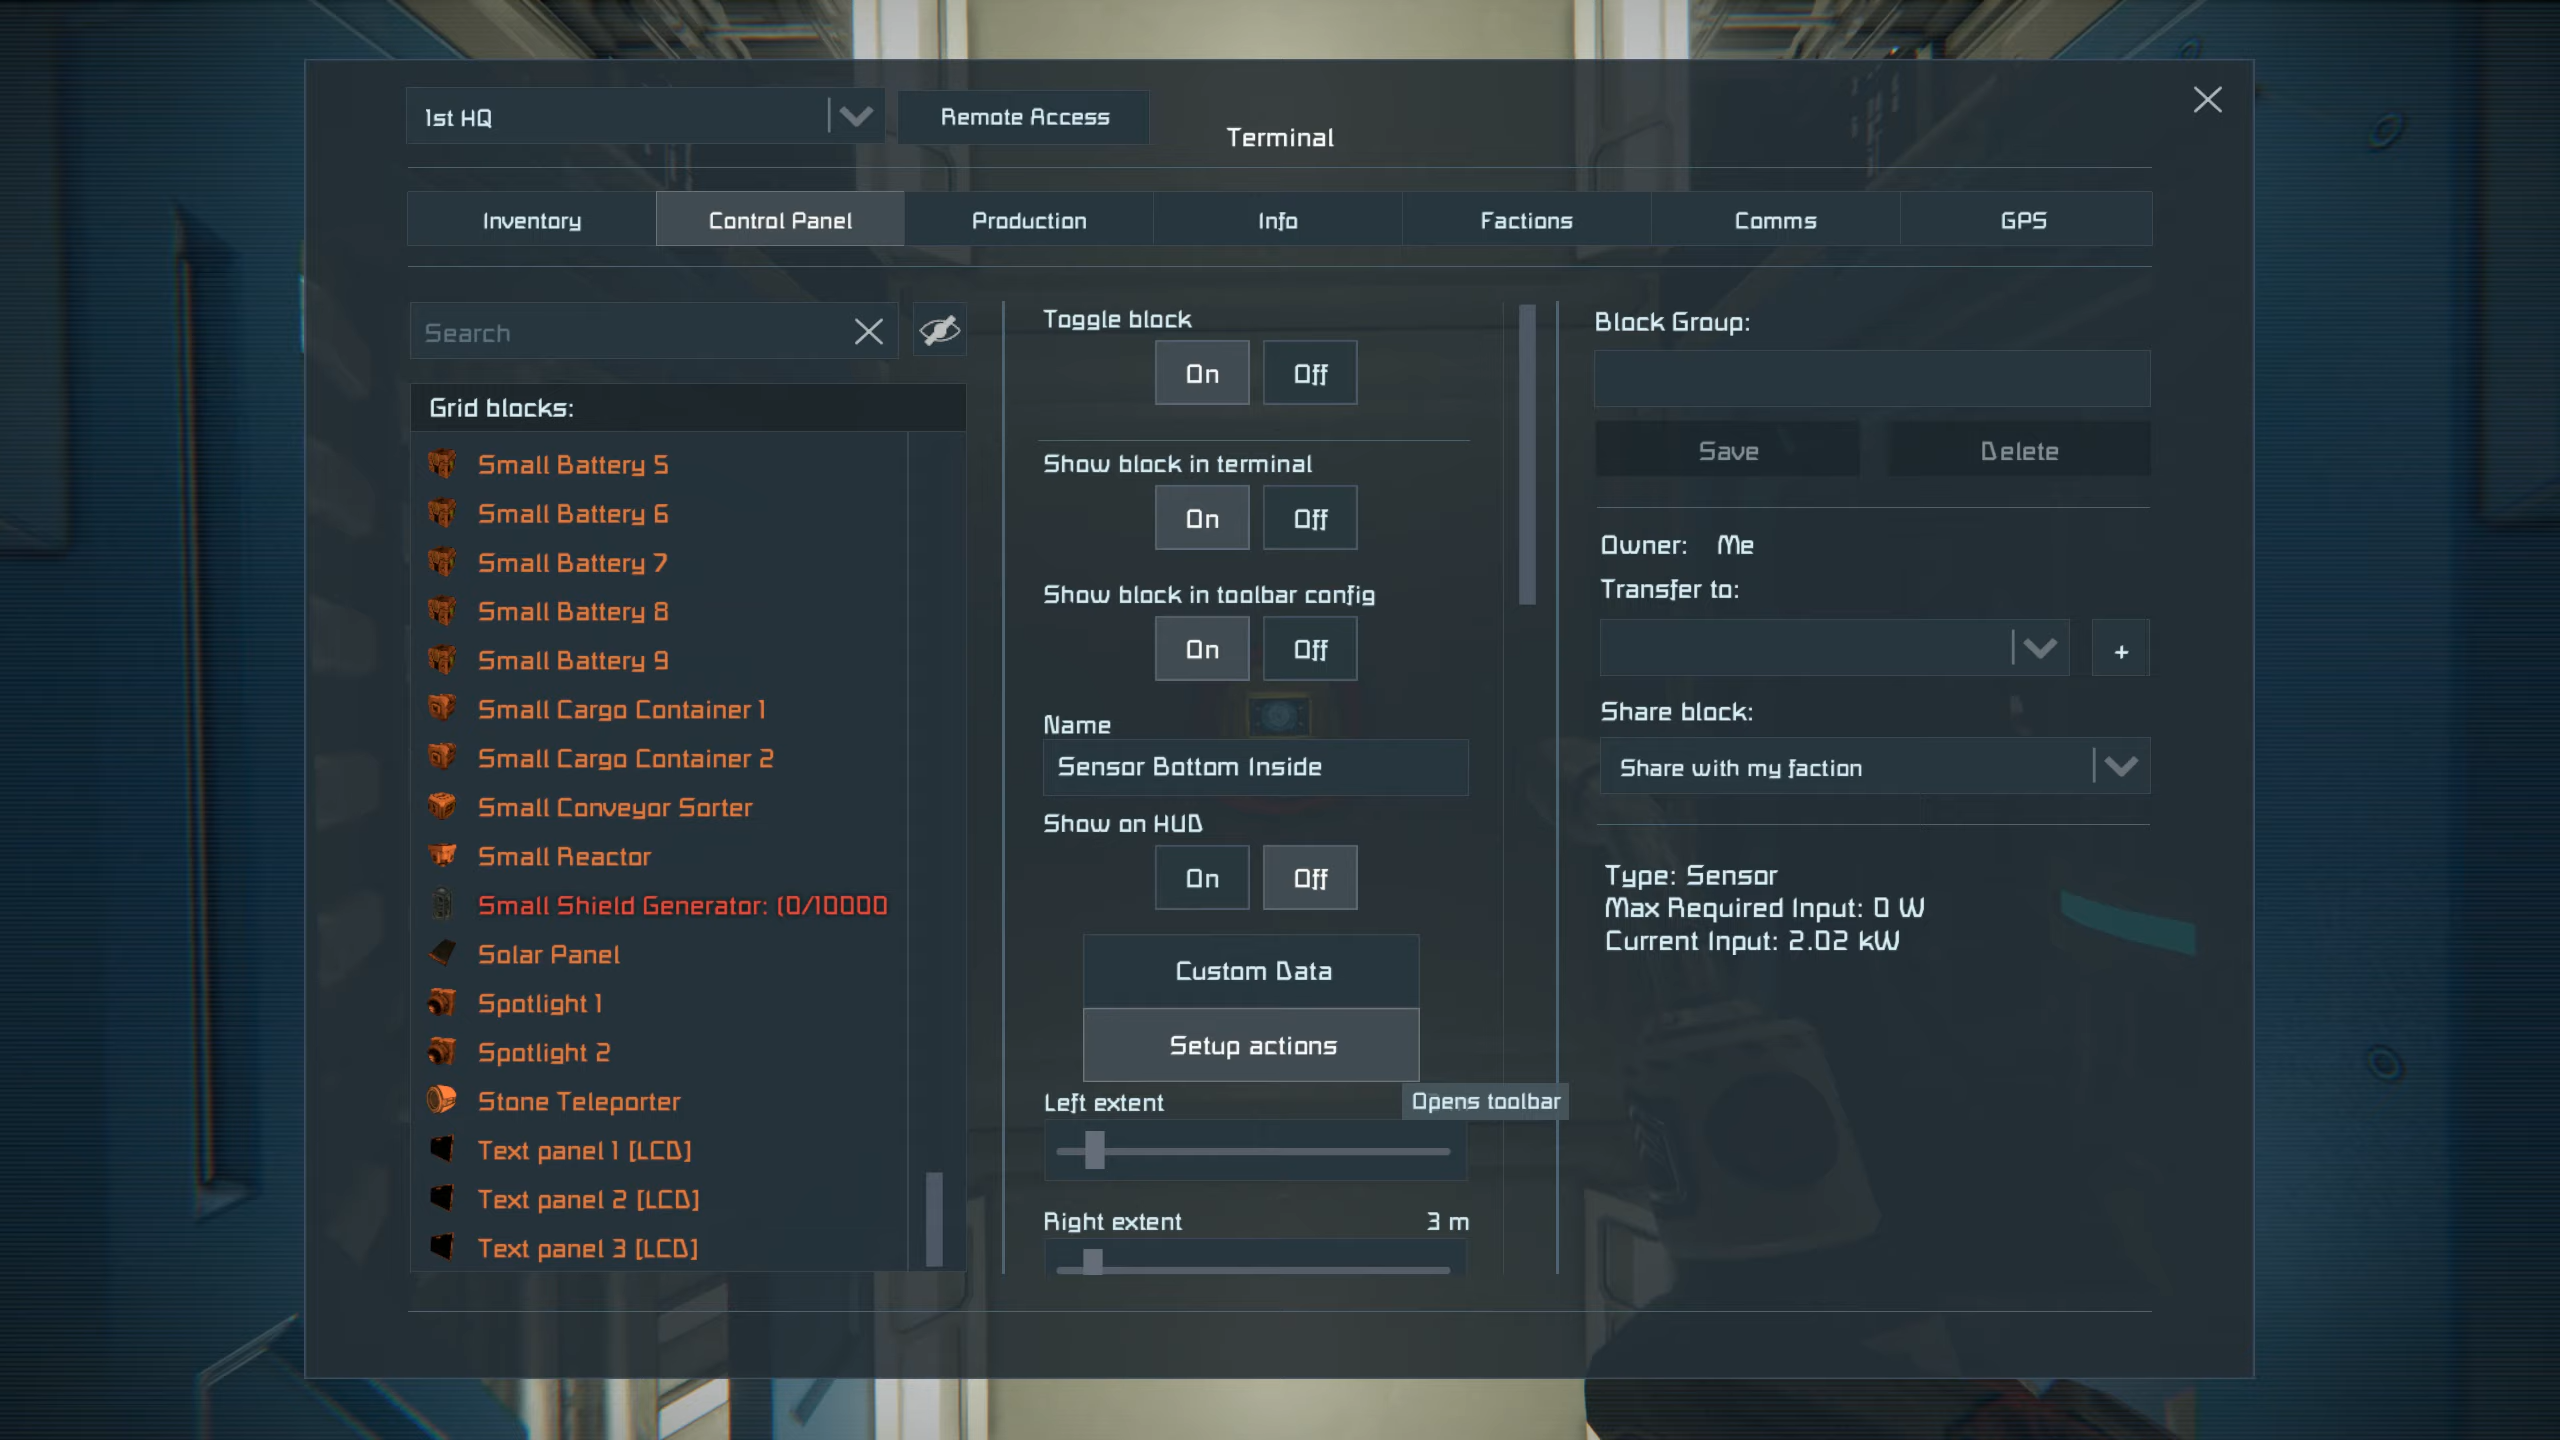 1st HQ
Remote Access
Terminal
Inventory
Control Panel
Production
Info
Factions
Comms
GPS
Search
Grid blocks:
Small Battery 5
Small Battery 6
Small Battery 7
Small Battery 8
Small Battery 9
Small Cargo Container 1
Small Cargo Container 2
Small Conveyor Sorter
Small Reactor
Small Shield Generator: (0/10000
Solar Panel
Spotlight 1
Spotlight 2
Stone Teleporter
Text panel 1 [LCD]
Text panel 2 [LCD]
Text panel 3 [LCD]
Toggle block
On Off
Show block in terminal
On Off
Show block in toolbar config
On Off
Name
Sensor Bottom Inside
Show on HUD
On Off
Custom Data
Setup actions
Opens toolbar
Left extent
Right extent 3 m
Block Group:
Save Delete
Owner: Me
Transfer to:
+
Share block:
Share with my faction
Type: Sensor
Max Required Input: 0 W
Current Input: 2.02 kW